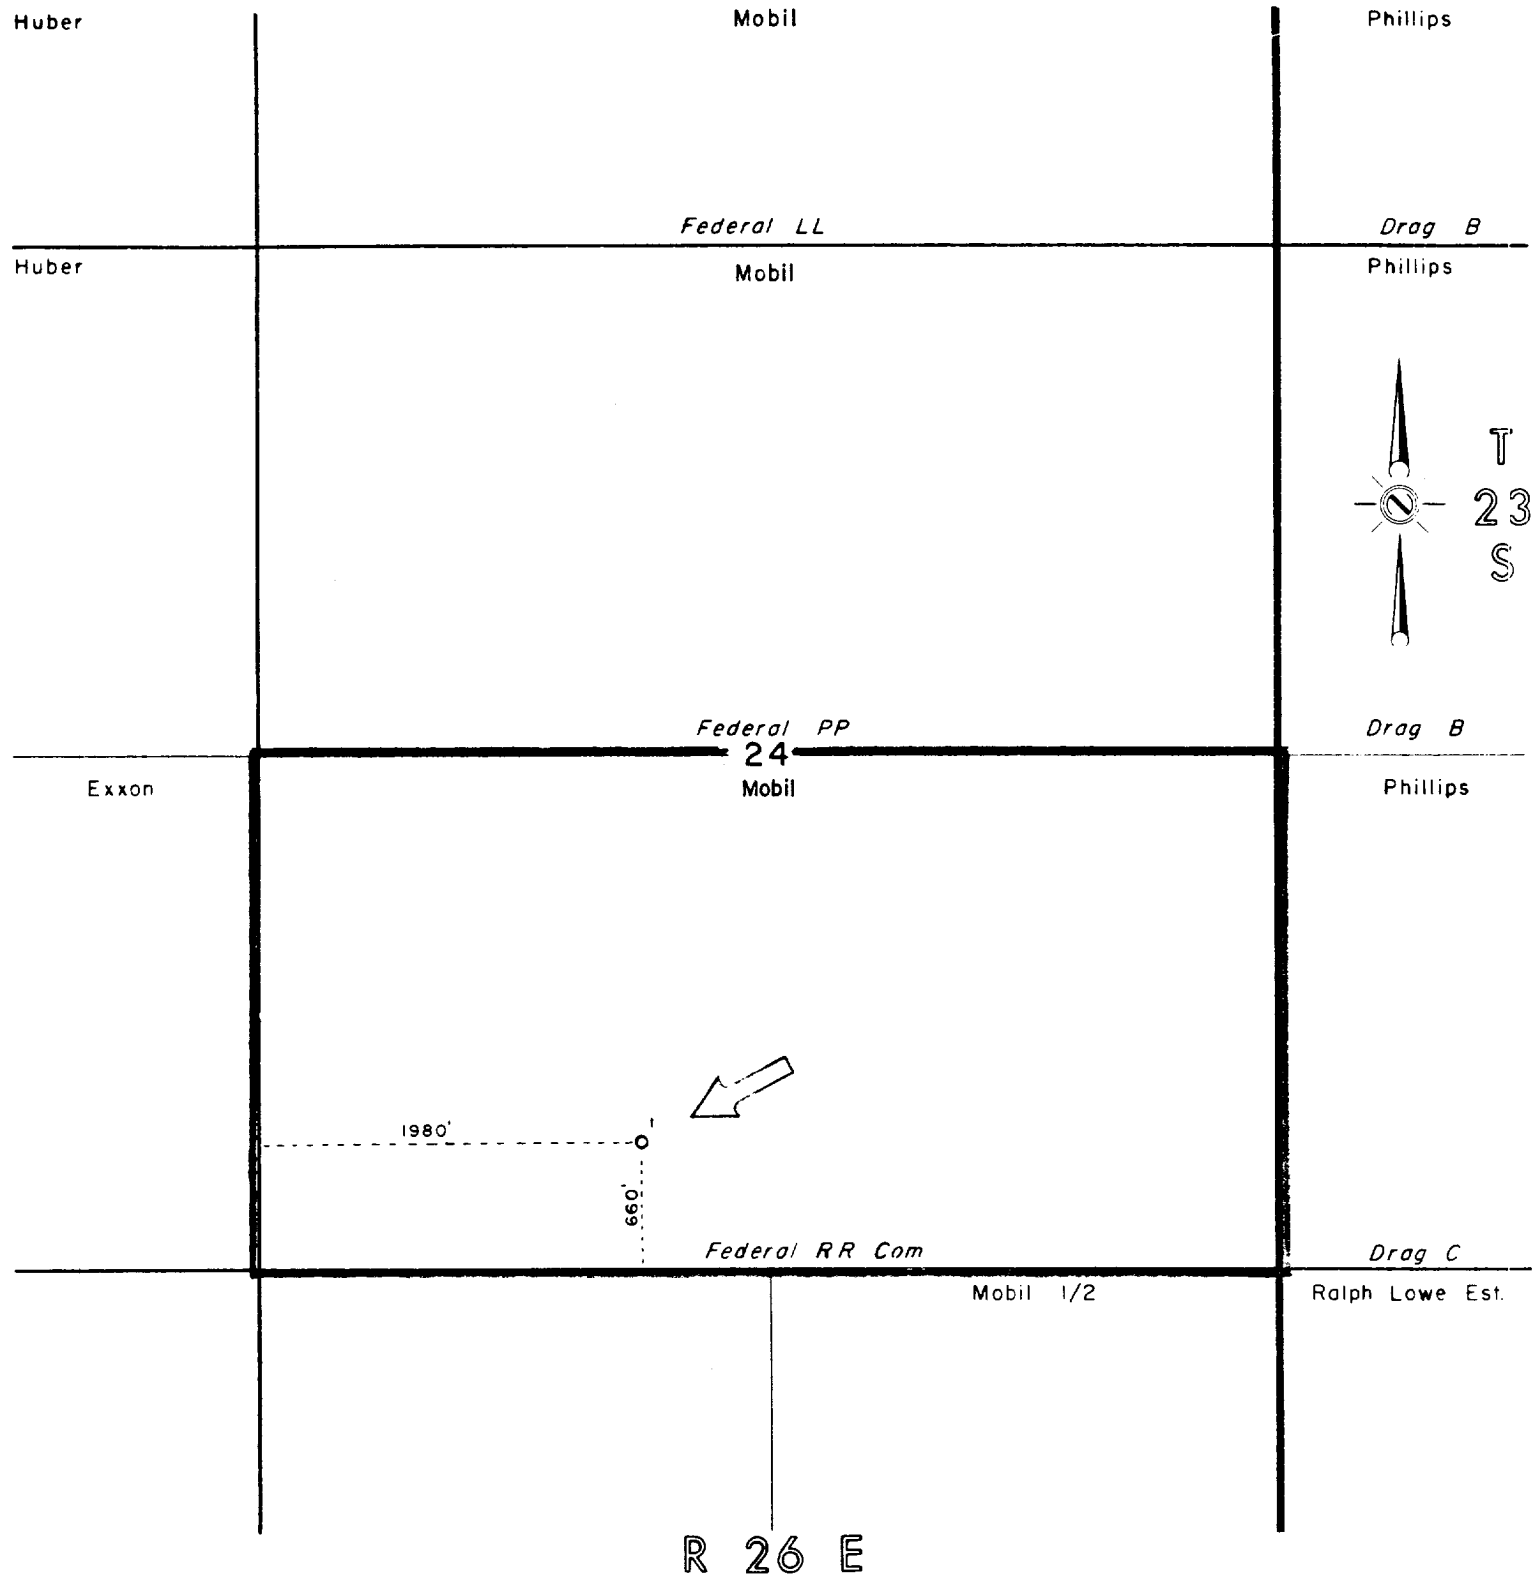 Huber Mobil Phillips
Federal LL Drag B
Huber Mobil Phillips
T
23
S
Federal PP Drag B
24
Exxon Mobil Phillips
1
1980'
660'
Federal RR Com Drag C
Mobil 1/2 Ralph Lowe Est.
R 26 E